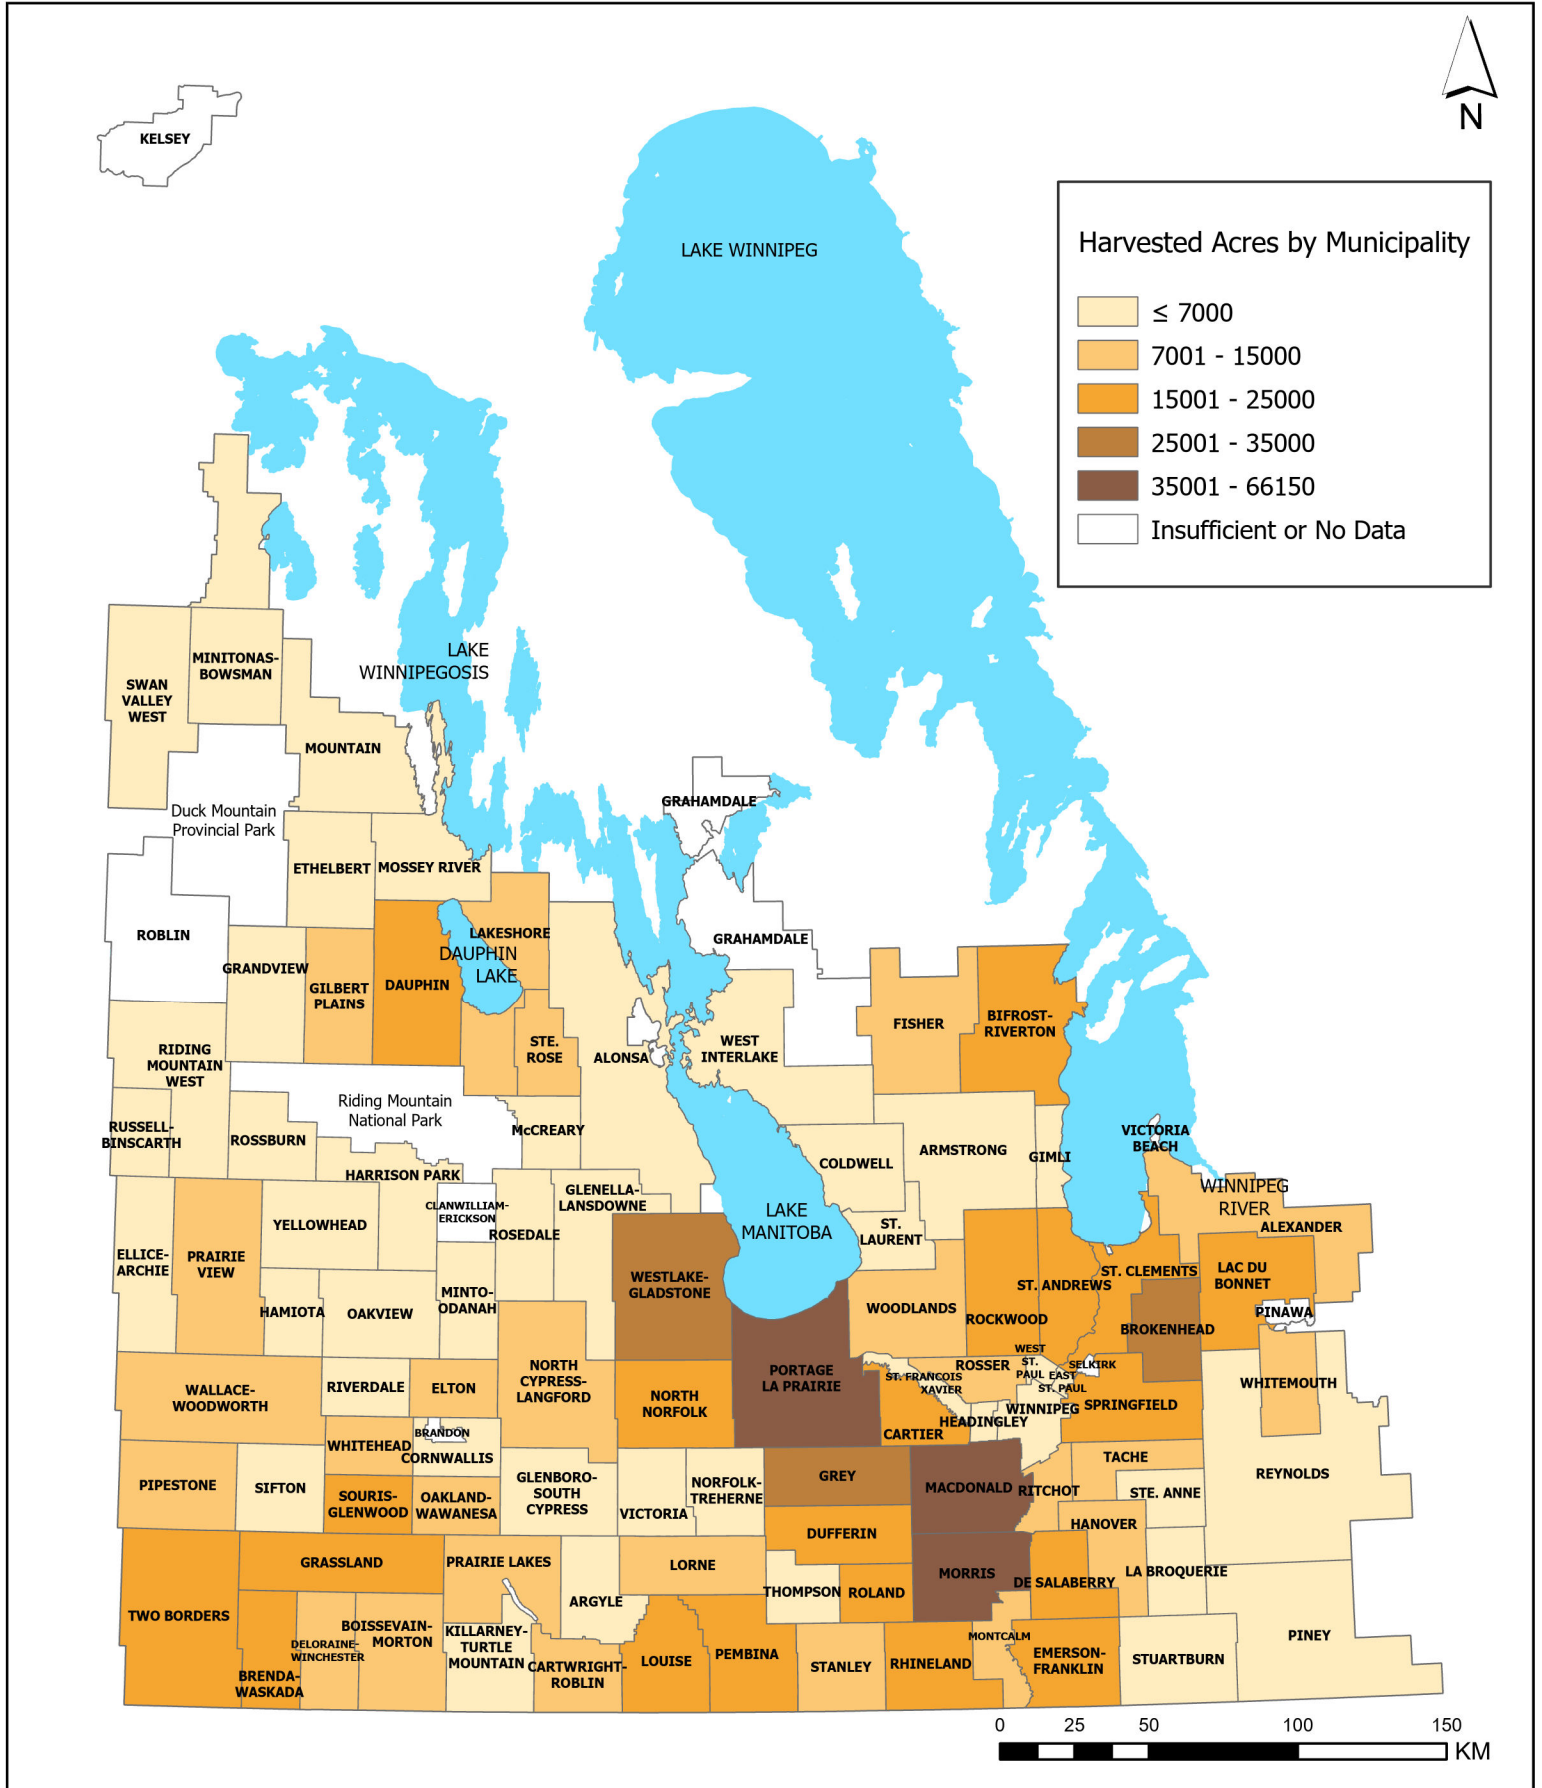 N
KELSEY
LAKE WINNIPEG
Harvested Acres by Municipality
≤ 7000
7001 - 15000
15001 - 25000
25001 - 35000
35001 - 66150
Insufficient or No Data
LAKE
WINNIPEGOSIS
MINITONAS-
BOWSMAN
SWAN
VALLEY
WEST
MOUNTAIN
Duck Mountain
Provincial Park
GRAHAMDALE
ETHELBERT
MOSSEY RIVER
ROBLIN
LAKESHORE
GRAHAMDALE
DAUPHIN
LAKE
GRANDVIEW
GILBERT
PLAINS
DAUPHIN
FISHER
BIFROST-
RIVERTON
STE.
ROSE
ALONSA
WEST
INTERLAKE
RIDING
MOUNTAIN
WEST
Riding Mountain
National Park
RUSSELL-
BINSCARTH
ROSSBURN
McCREARY
VICTORIA
BEACH
ARMSTRONG
GIMLI
COLDWELL
HARRISON PARK
GLENELLA-
LANSDOWNE
WINNIPEG
RIVER
ALEXANDER
CLANWILLIAM-
ERICKSON
YELLOWHEAD
ROSEDALE
LAKE
MANITOBA
ST.
LAURENT
ELLICE-
ARCHIE
PRAIRIE
VIEW
WESTLAKE-
GLADSTONE
ST. ANDREWS
ST. CLEMENTS
LAC DU
BONNET
HAMIOTA
OAKVIEW
MINTO-
ODANAH
WOODLANDS
ROCKWOOD
BROKENHEAD
PINAWA
WEST
ST.
PAUL
EAST
ST. PAUL
SELKIRK
ROSSER
ST. FRANCOIS
XAVIER
WALLACE-
WOODWORTH
RIVERDALE
ELTON
NORTH
CYPRESS-
LANGFORD
NORTH
NORFOLK
PORTAGE
LA PRAIRIE
WHITEMOUTH
WINNIPEG
SPRINGFIELD
HEADINGLEY
CARTIER
WHITEHEAD
BRANDON
CORNWALLIS
TACHE
REYNOLDS
PIPESTONE
SIFTON
SOURIS-
GLENWOOD
OAKLAND-
WAWANESA
GLENBORO-
SOUTH
CYPRESS
VICTORIA
NORFOLK-
TREHERNE
GREY
MACDONALD
RITCHOT
STE. ANNE
DUFFERIN
HANOVER
GRASSLAND
PRAIRIE LAKES
LORNE
MORRIS
DE SALABERRY
LA BROQUERIE
THOMPSON
ROLAND
ARGYLE
TWO BORDERS
BOISSEVAIN-
MORTON
DELORAINE-
WINCHESTER
BRENDA-
WASKADA
KILLARNEY-
TURTLE
MOUNTAIN
CARTWRIGHT-
ROBLIN
LOUISE
PEMBINA
STANLEY
RHINELAND
MONTCALM
EMERSON-
FRANKLIN
STUARTBURN
PINEY
0 25 50 100 150
KM